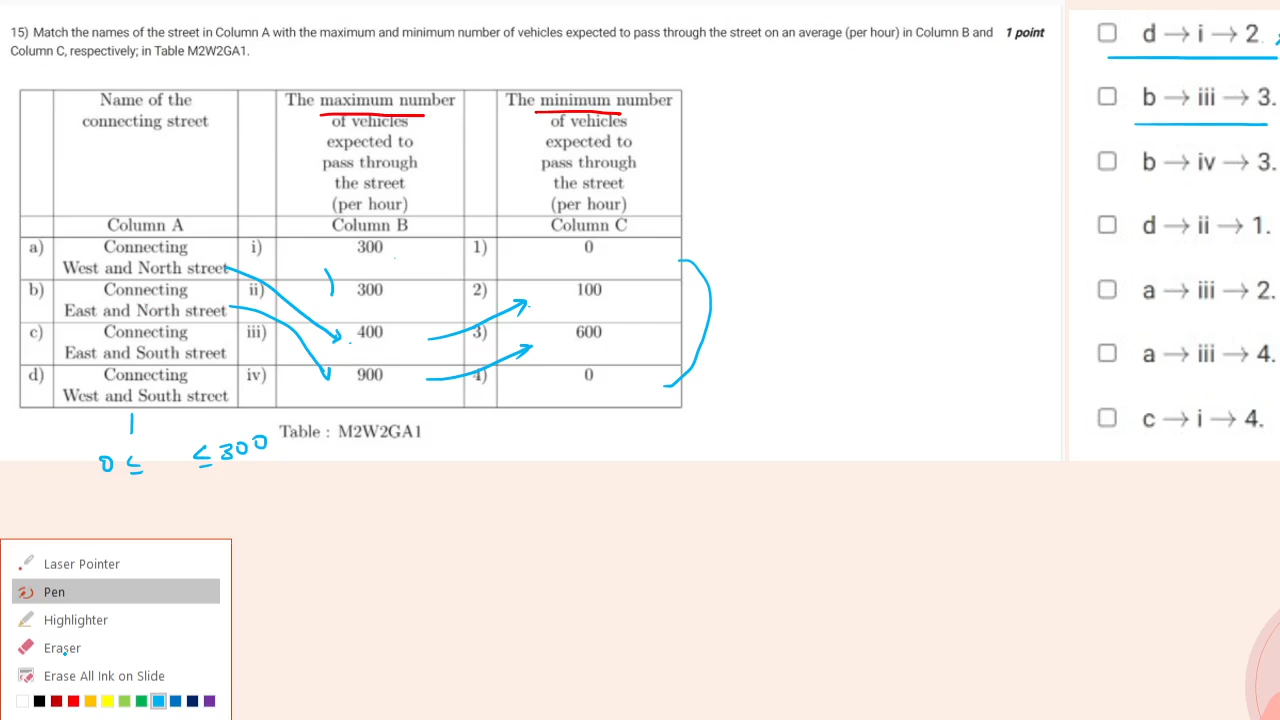 15) Match the names of the street in Column A with the maximum and minimum number of vehicles expected to pass through the street on an average (per hour) in Column B and 1 point
Column C, respectively; in Table M2W2GA1.
Name of the The maximum number The minimum number
connecting street of vehicles of vehicles
expected to expected to
pass through pass through
the street the street
(per hour) (per hour)
Column A Column B Column C
a) Connecting i) 300 1) 0
West and North street
b) Connecting ii) 300 2) 100
East and North street
c) Connecting iii) 400 3) 600
East and South street
d) Connecting iv) 900 4) 0
West and South street
Table : M2W2GA1
0 ≤ ≤ 300
d → i → 2.
b → iii → 3.
b → iv → 3.
d → ii → 1.
a → iii → 2.
a → iii → 4.
c → i → 4.
Laser Pointer
Pen
Highlighter
Eraser
Erase All Ink on Slide